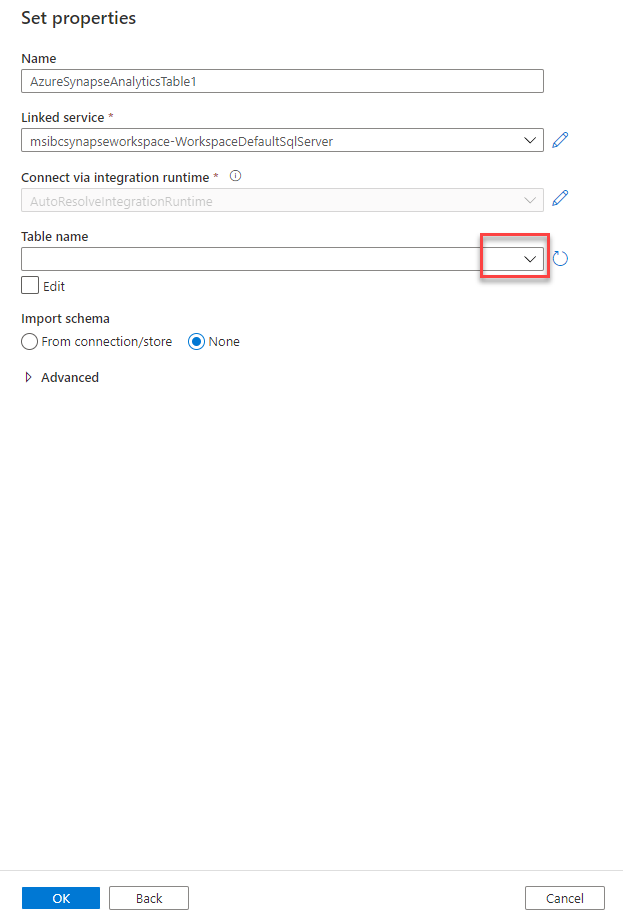 Set properties
Name
AzureSynapseAnalyticsTable1
Linked service *
msibcsynapseworkspace-WorkspaceDefaultSqlServer
Connect via integration runtime *
AutoResolveIntegrationRuntime
Table name
Edit
Import schema
From connection/store None
Advanced
OK Back Cancel